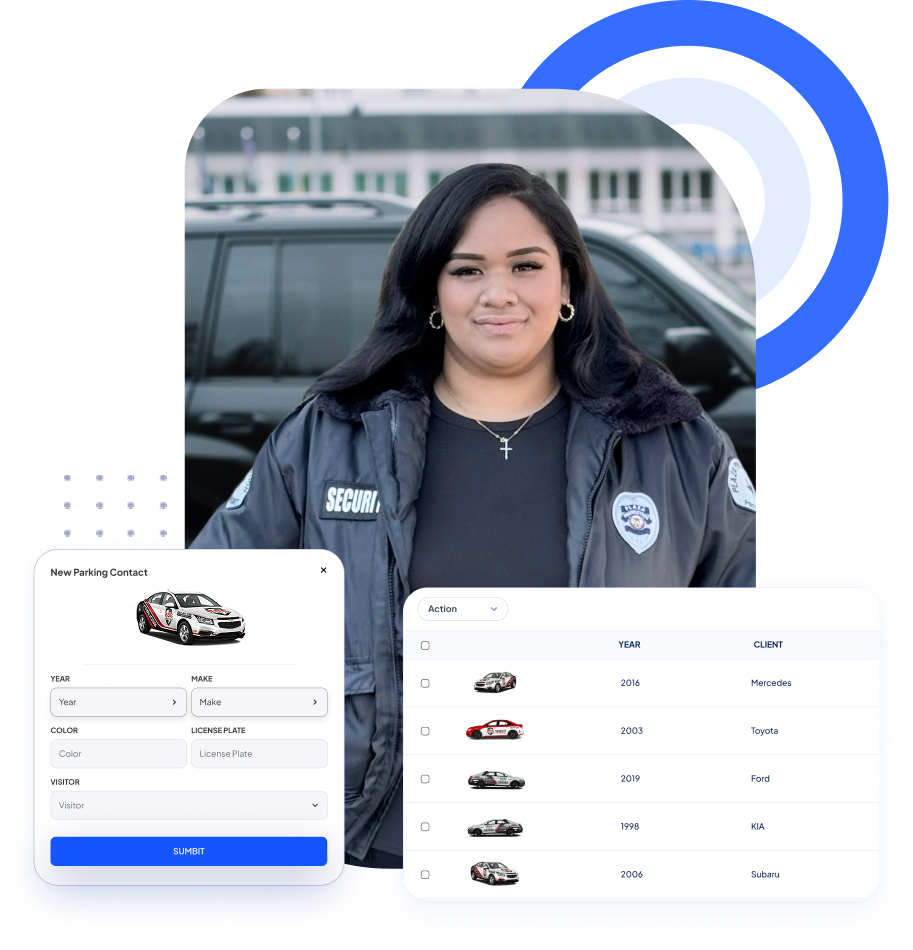 SECURI
PLAZA
New Parking Contact
×
YEAR MAKE
Year Make
COLOR LICENSE PLATE
Color License Plate
VISITOR
Visitor
SUMBIT
Action
YEAR CLIENT
2016 Mercedes
2003 Toyota
2019 Ford
1998 KIA
2006 Subaru